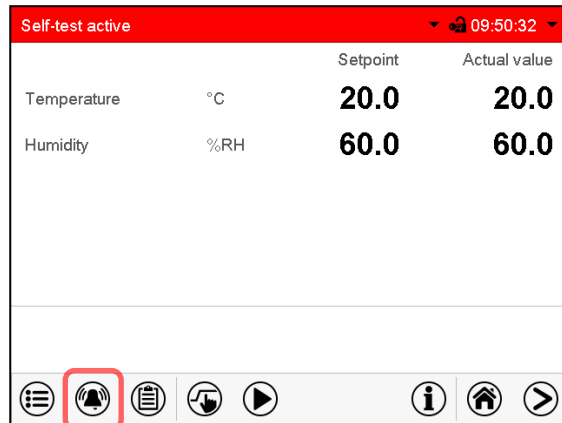 Self-test active 09:50:32
Setpoint Actual value
Temperature °C 20.0 20.0
Humidity %RH 60.0 60.0